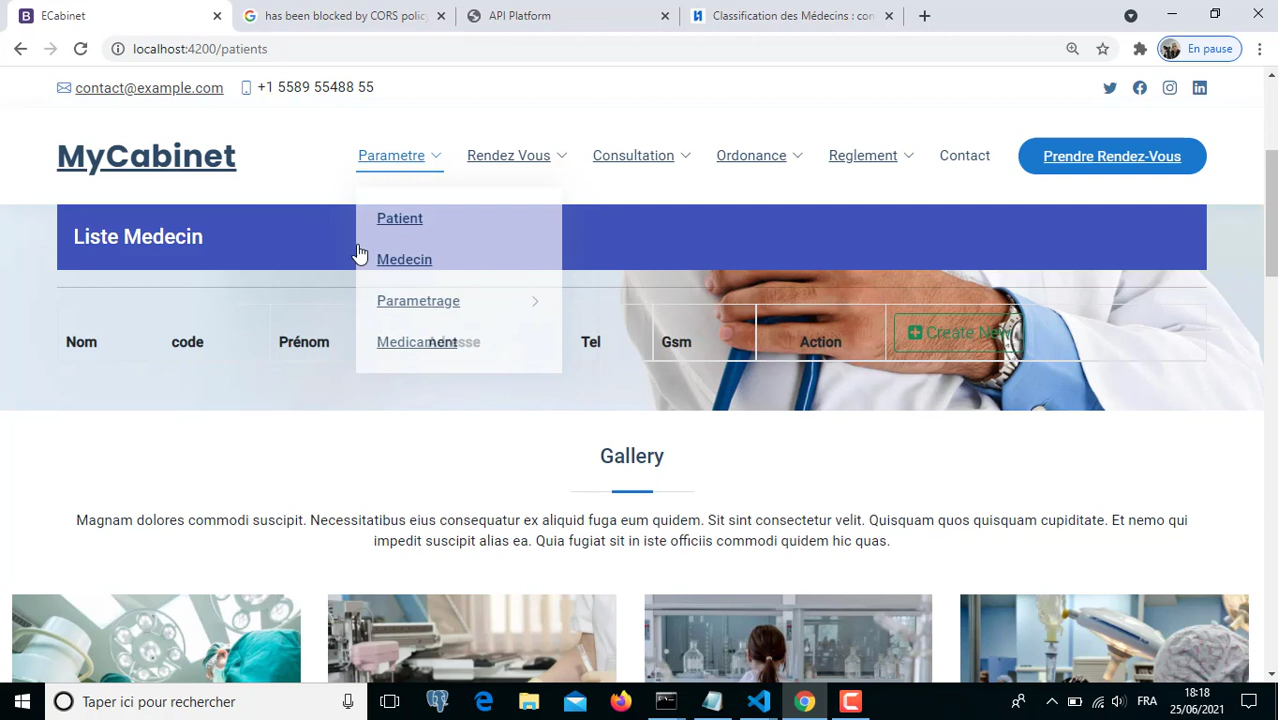 ECabinet
has been blocked by CORS policy
API Platform
Classification des Médecins : con
localhost:4200/patients
En pause
contact@example.com
+1 5589 55488 55
MyCabinet
Parametre
Rendez Vous
Consultation
Ordonance
Reglement
Contact
Prendre Rendez-Vous
Patient
Liste Medecin
Medecin
Parametrage
Create New
Nom
code
Prénom
Medicament
Tel
Gsm
Action
Gallery
Magnam dolores commodi suscipit. Necessitatibus eius consequatur ex aliquid fuga eum quidem. Sit sint consectetur velit. Quisquam quos quisquam cupiditate. Et nemo qui
impedit suscipit alias ea. Quia fugiat sit in iste officiis commodi quidem hic quas.
Taper ici pour rechercher
FRA
18:18
25/06/2021